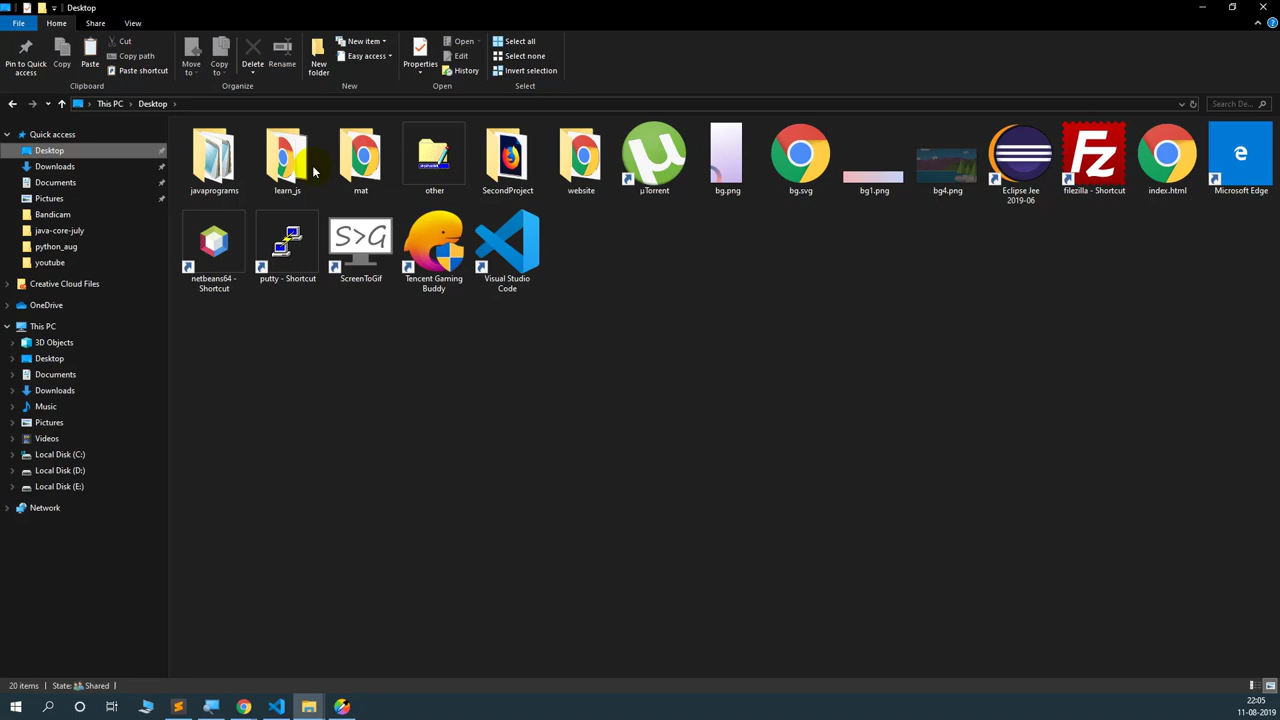 Desktop
File Home Share View
Pin to Quick access
Copy
Paste
Cut
Copy path
Paste shortcut
Clipboard
Move to
Copy to
Delete
Rename
Organize
New folder
New item
Easy access
New
Properties
Open
Edit
History
Open
Select all
Select none
Invert selection
Select
This PC Desktop
Search De...
Quick access
Desktop
Downloads
Documents
Pictures
Bandicam
java-core-july
python_aug
youtube
Creative Cloud Files
OneDrive
This PC
3D Objects
Desktop
Documents
Downloads
Music
Pictures
Videos
Local Disk (C:)
Local Disk (D:)
Local Disk (E:)
Network
javaprograms
learn_js
mat
other
SecondProject
website
µTorrent
bg.png
bg.svg
bg1.png
bg4.png
Eclipse Jee
2019-06
filezilla - Shortcut
index.html
Microsoft Edge
netbeans64 -
Shortcut
putty - Shortcut
S>G
ScreenToGif
Tencent Gaming
Buddy
Visual Studio
Code
20 items State: Shared
22:05
11-08-2019